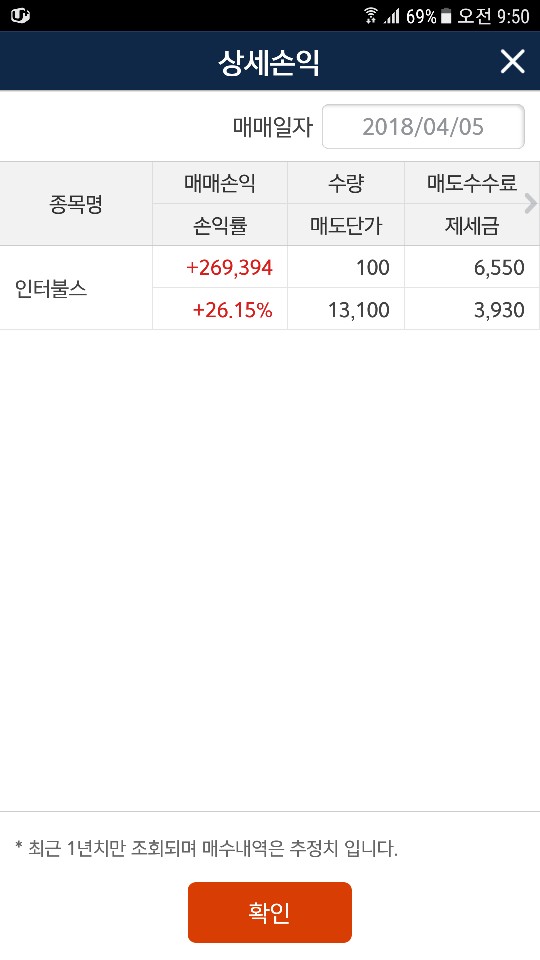 69% 오전 9:50
상세손익
매매일자 2018/04/05
종목명 매매손익 수량 매도수수료
손익률 매도단가 제세금
인터불스 +269,394 100 6,550
+26.15% 13,100 3,930
* 최근 1년치만 조회되며 매수내역은 추정치 입니다.
확인